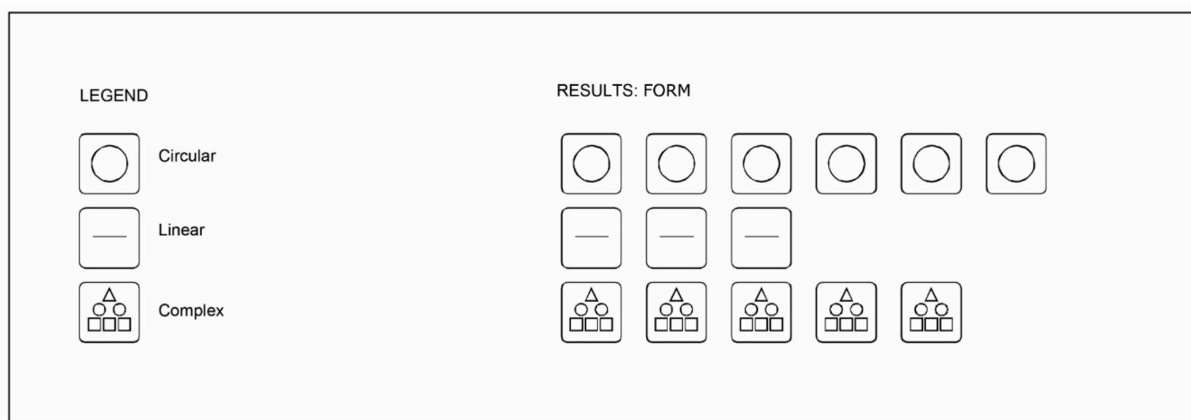 LEGEND
Circular
Linear
Complex
RESULTS: FORM